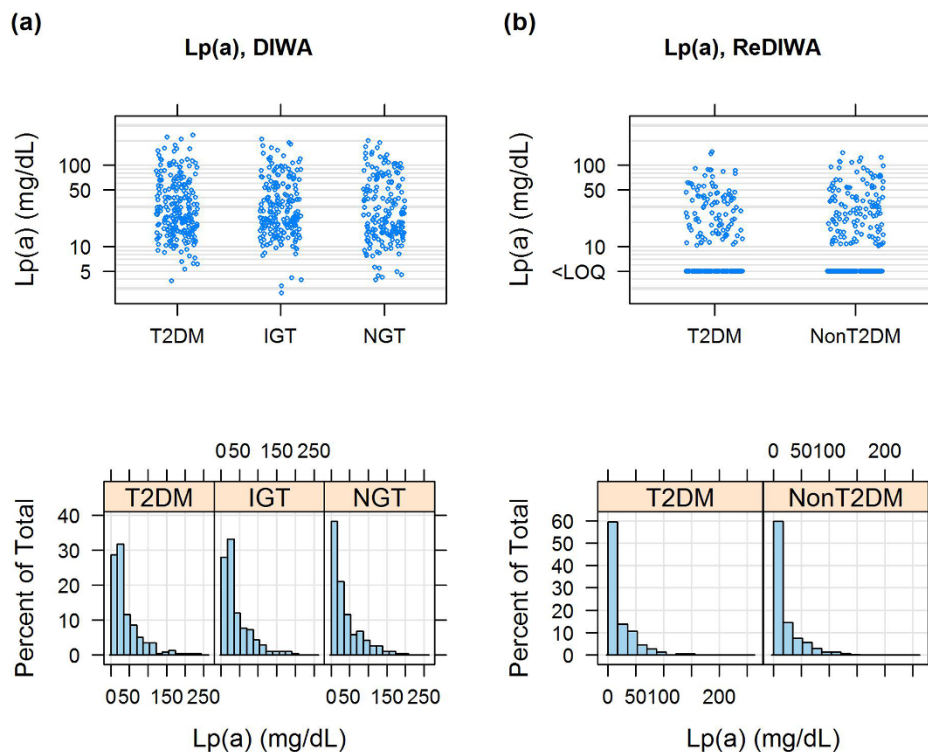 (a)
Lp(a), DIWA
Lp(a) (mg/dL)
100
50
10
5
T2DM IGT NGT
(b)
Lp(a), ReDIWA
Lp(a) (mg/dL)
100
50
10
<LOQ
T2DM NonT2DM
0 50 150 250
T2DM IGT NGT
Percent of Total
40
30
20
10
0
0 50 150 250 0 50 150 250
Lp(a) (mg/dL)
0 50 100 200
T2DM NonT2DM
Percent of Total
60
50
40
30
20
10
0
0 50 100 200
Lp(a) (mg/dL)